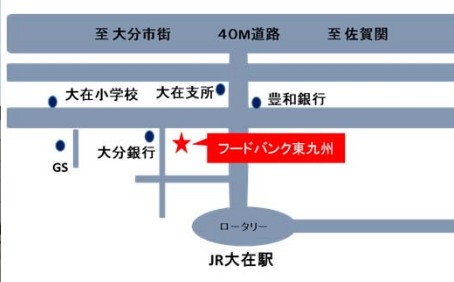 至 大分市街 40M道路 至 佐賀関
大在小学校 大在支所 豊和銀行
大分銀行 フードバンク東九州
GS
ロータリー
JR大在駅